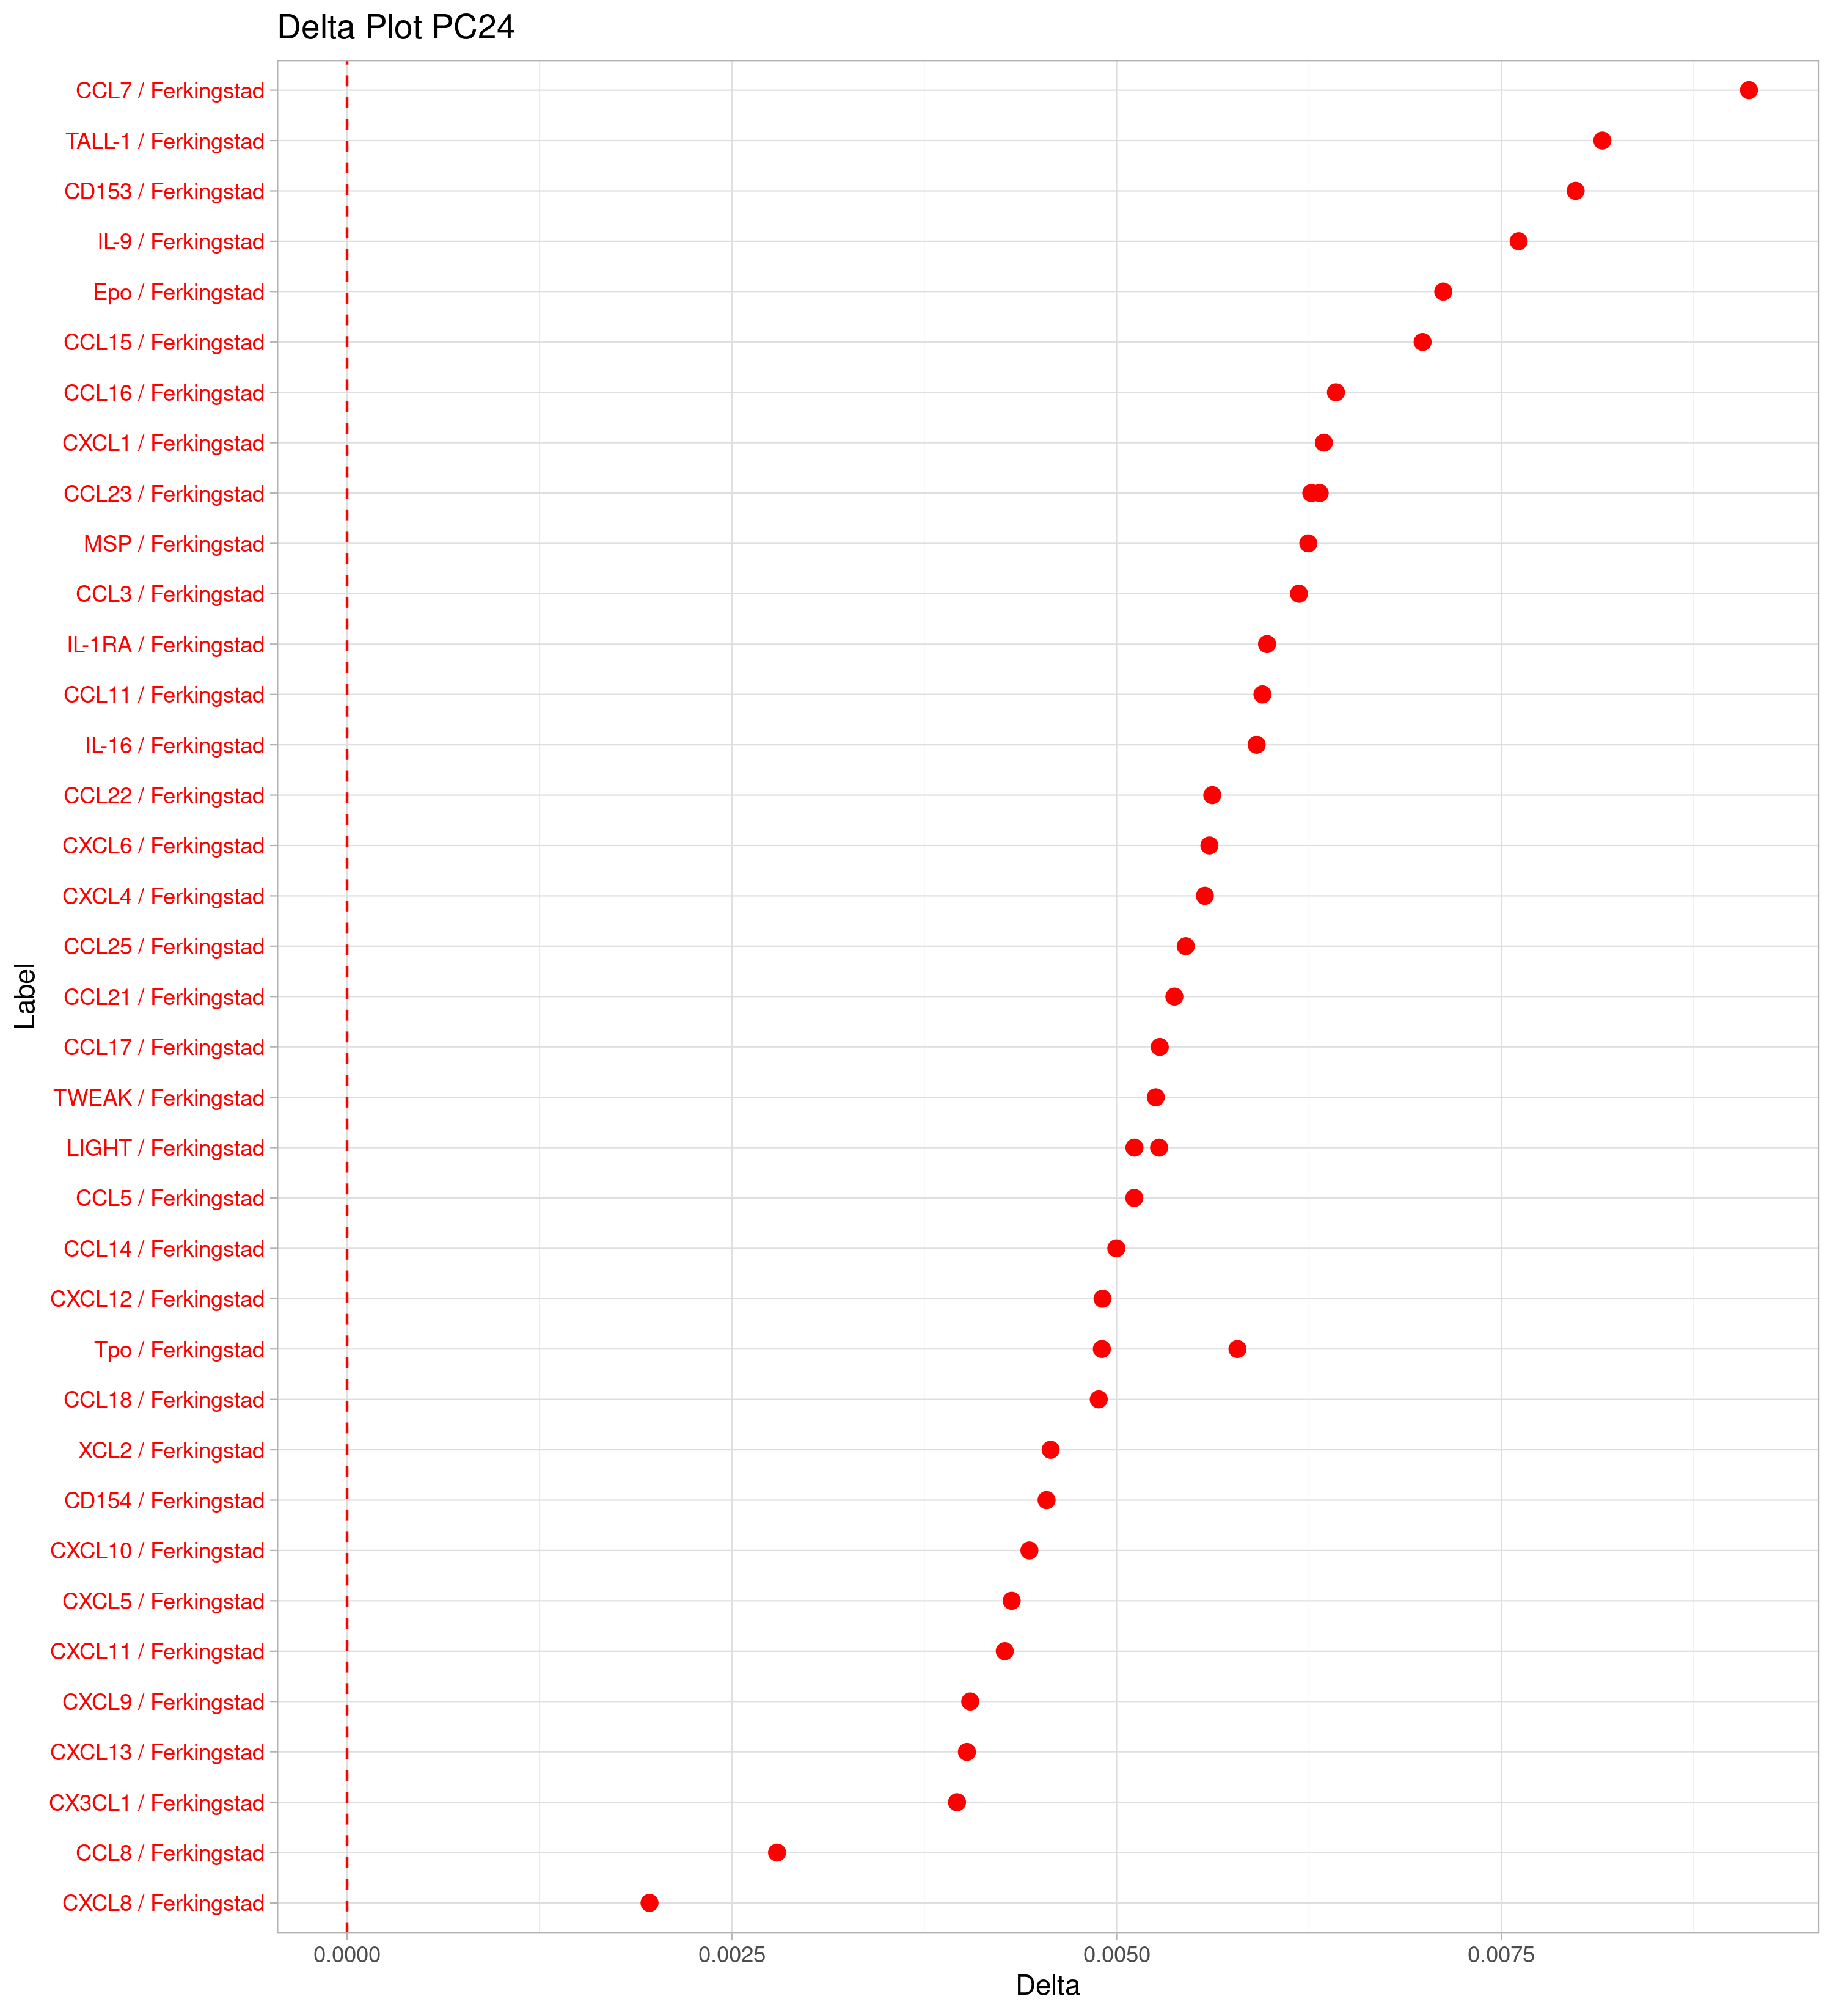 Delta Plot PC24
CCL7 / Ferkingstad
TALL-1 / Ferkingstad
CD153 / Ferkingstad
IL-9 / Ferkingstad
Epo / Ferkingstad
CCL15 / Ferkingstad
CCL16 / Ferkingstad
CXCL1 / Ferkingstad
CCL23 / Ferkingstad
MSP / Ferkingstad
CCL3 / Ferkingstad
IL-1RA / Ferkingstad
CCL11 / Ferkingstad
IL-16 / Ferkingstad
CCL22 / Ferkingstad
CXCL6 / Ferkingstad
CXCL4 / Ferkingstad
CCL25 / Ferkingstad
CCL21 / Ferkingstad
CCL17 / Ferkingstad
TWEAK / Ferkingstad
LIGHT / Ferkingstad
CCL5 / Ferkingstad
CCL14 / Ferkingstad
CXCL12 / Ferkingstad
Tpo / Ferkingstad
CCL18 / Ferkingstad
XCL2 / Ferkingstad
CD154 / Ferkingstad
CXCL10 / Ferkingstad
CXCL5 / Ferkingstad
CXCL11 / Ferkingstad
CXCL9 / Ferkingstad
CXCL13 / Ferkingstad
CX3CL1 / Ferkingstad
CCL8 / Ferkingstad
CXCL8 / Ferkingstad
Label
0.0000 0.0025 0.0050 0.0075
Delta